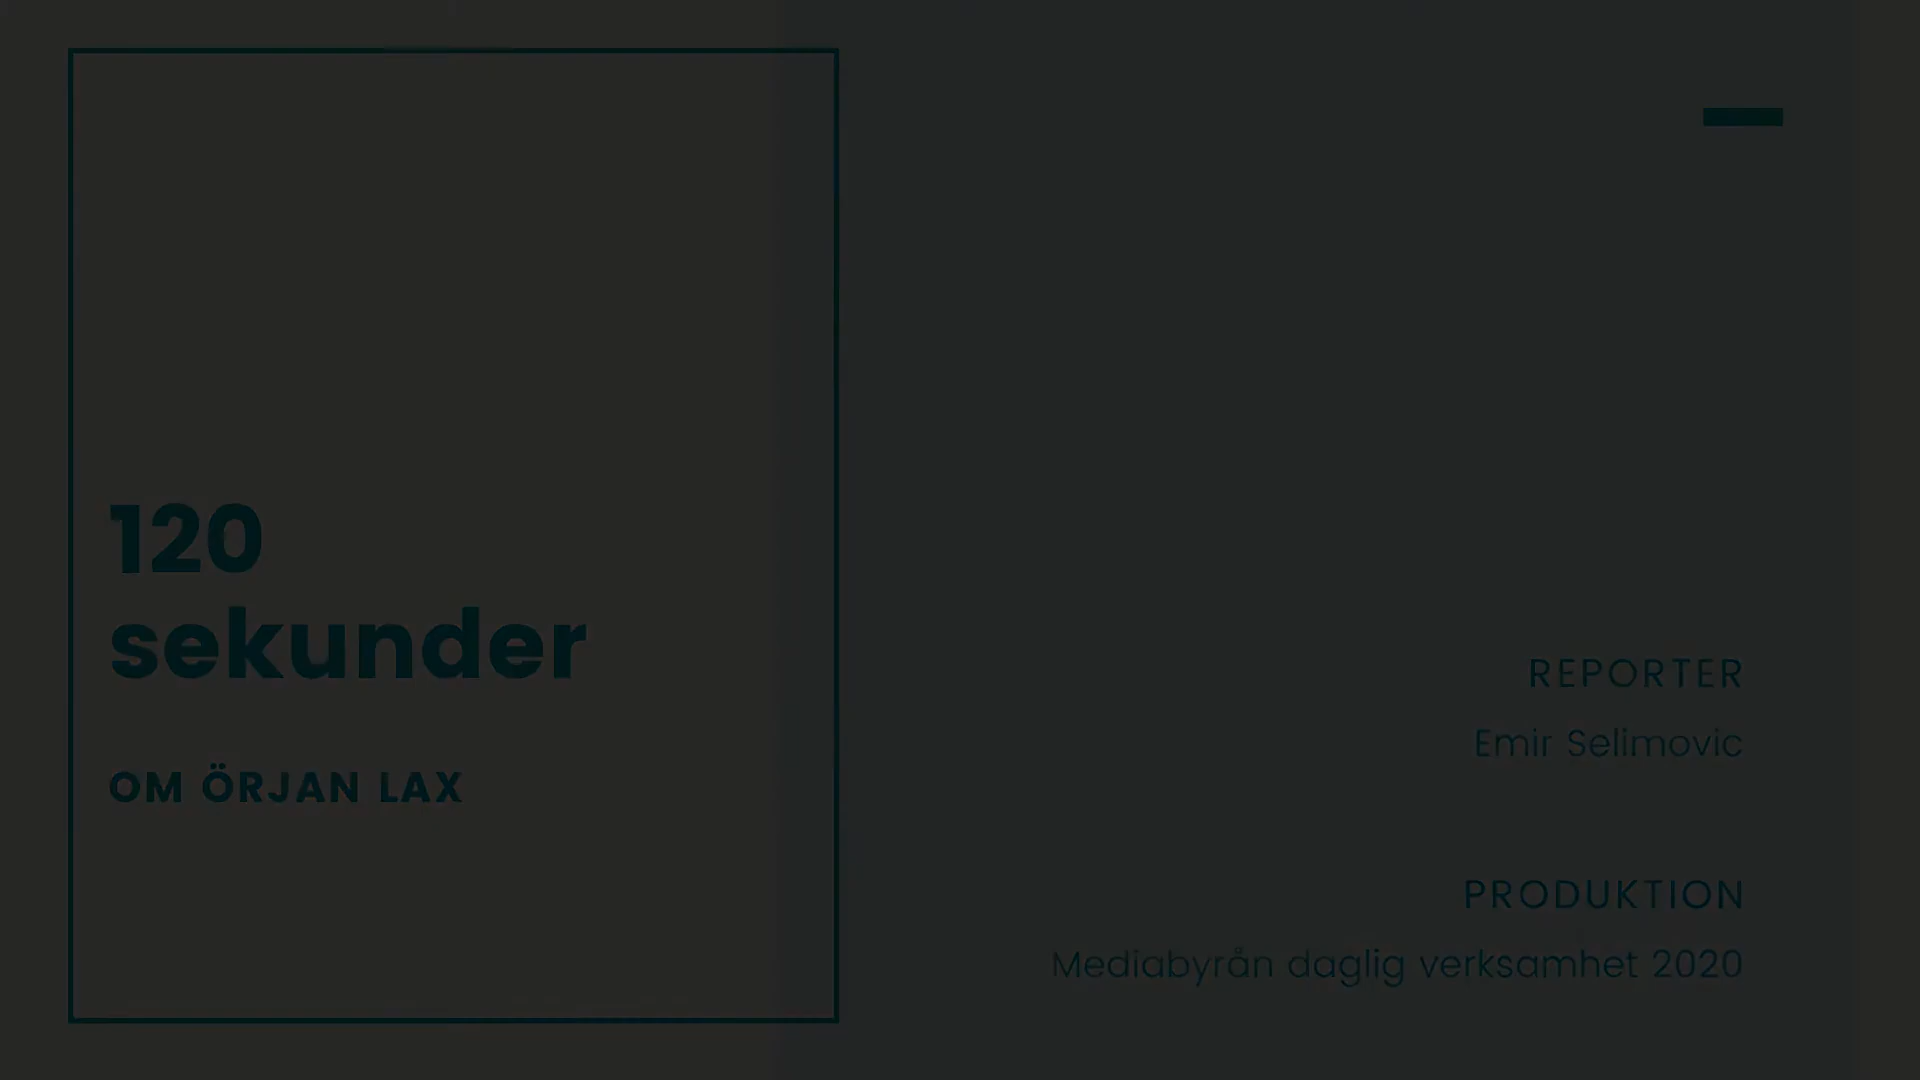 120
sekunder
OM ÖRJAN LAX
REPORTER
Emir Selimovic
PRODUKTION
Mediabyrån daglig verksamhet 2020